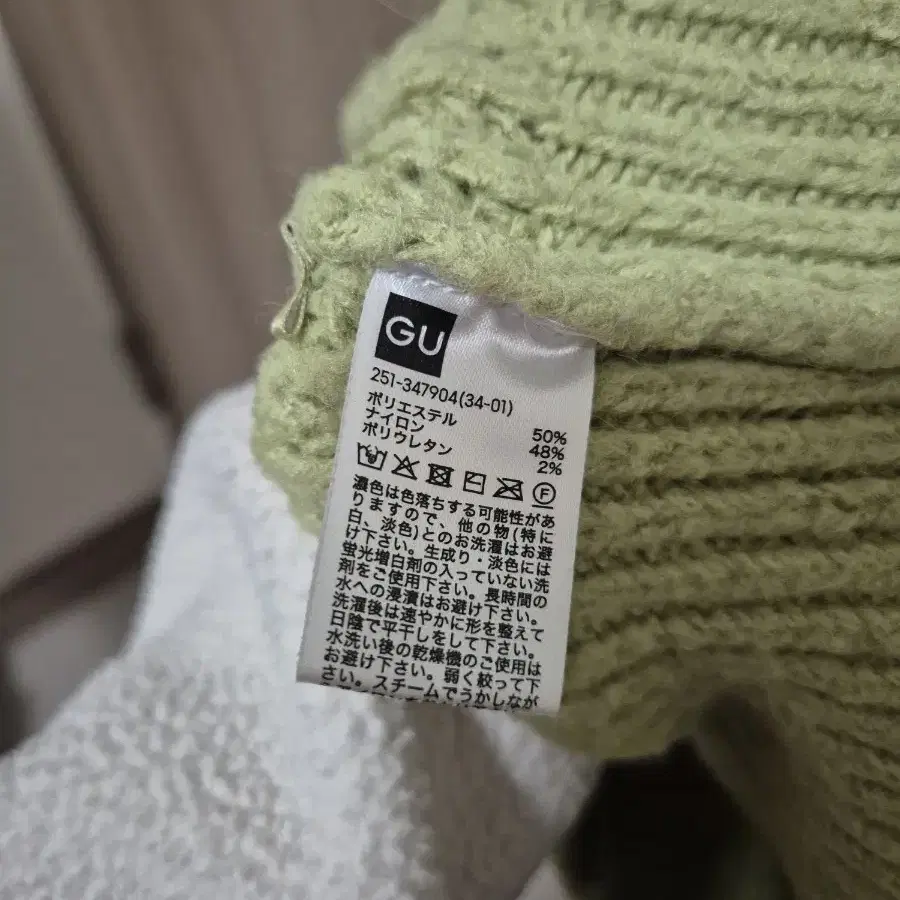 GU
251-347904(34-01)
ポリエステル 50%
ナイロン 48%
ポリウレタン 2%
F
濃色は色落ちする可能性があ
りますので、他の物(特に
白、淡色)とのお洗濯はお避
け下さい。生成り・淡色には
蛍光増白剤の入っていない洗
剤をご使用下さい。長時間の
水への浸漬はお避け下さい。
洗濯後は速やかに形を整えて
日陰で平干しをして下さい。
水洗い後の乾燥機のご使用は
お避け下さい。弱く絞って下
さい。スチームでうかしなが